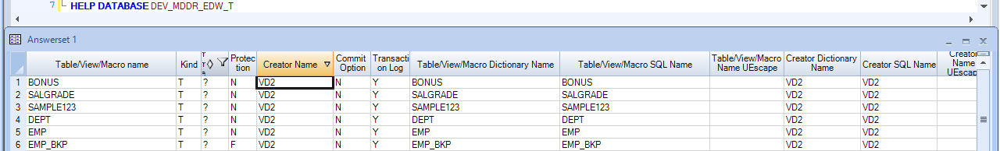 7 HELP DATABASE DEV_MDDR_EDW_T
Answerset 1
Table/View/Macro name Kind Protection Creator Name Commit Option Transaction Log Table/View/Macro Dictionary Name Table/View/Macro SQL Name Table/View/Macro Name UEscape Creator Dictionary Name Creator SQL Name Creator Name UEscape
1 BONUS T ? N VD2 N Y BONUS BONUS VD2 VD2
2 SALGRADE T ? N VD2 N Y SALGRADE SALGRADE VD2 VD2
3 SAMPLE123 T ? N VD2 N Y SAMPLE123 SAMPLE123 VD2 VD2
4 DEPT T ? N VD2 N Y DEPT DEPT VD2 VD2
5 EMP T ? N VD2 N Y EMP EMP VD2 VD2
6 EMP_BKP T ? F VD2 N Y EMP_BKP EMP_BKP VD2 VD2